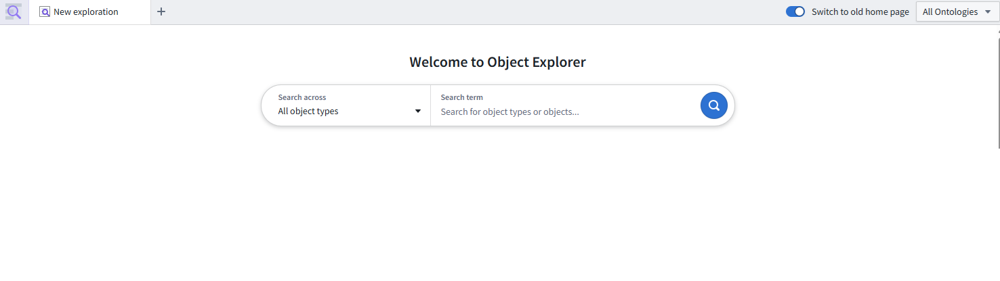 New exploration
Switch to old home page
All Ontologies
Welcome to Object Explorer
Search across
All object types
Search term
Search for object types or objects...